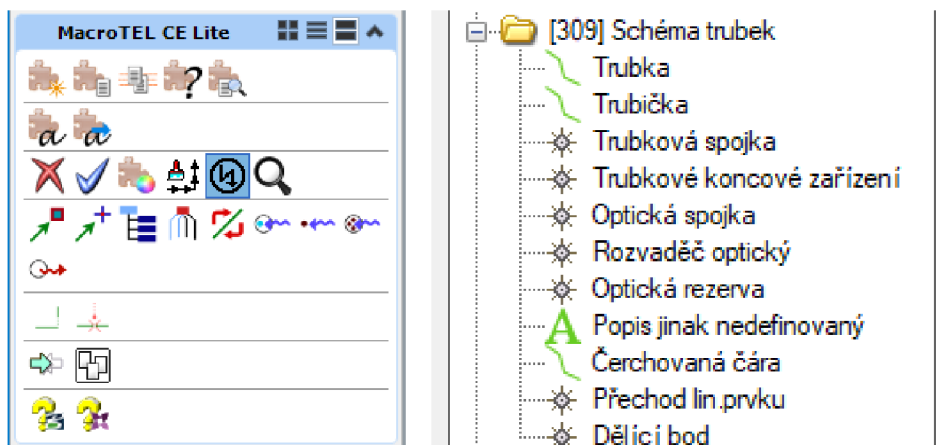 MacroTEL CE Lite
[309] Schéma trubek
Trubka
Trubička
Trubková spojka
Trubkové koncové zařízení
Optická spojka
Rozvaděč optický
Optická rezerva
Popis jinak nedefinovaný
Čerchovaná čára
Přechod lin.prvku
Dělící bod